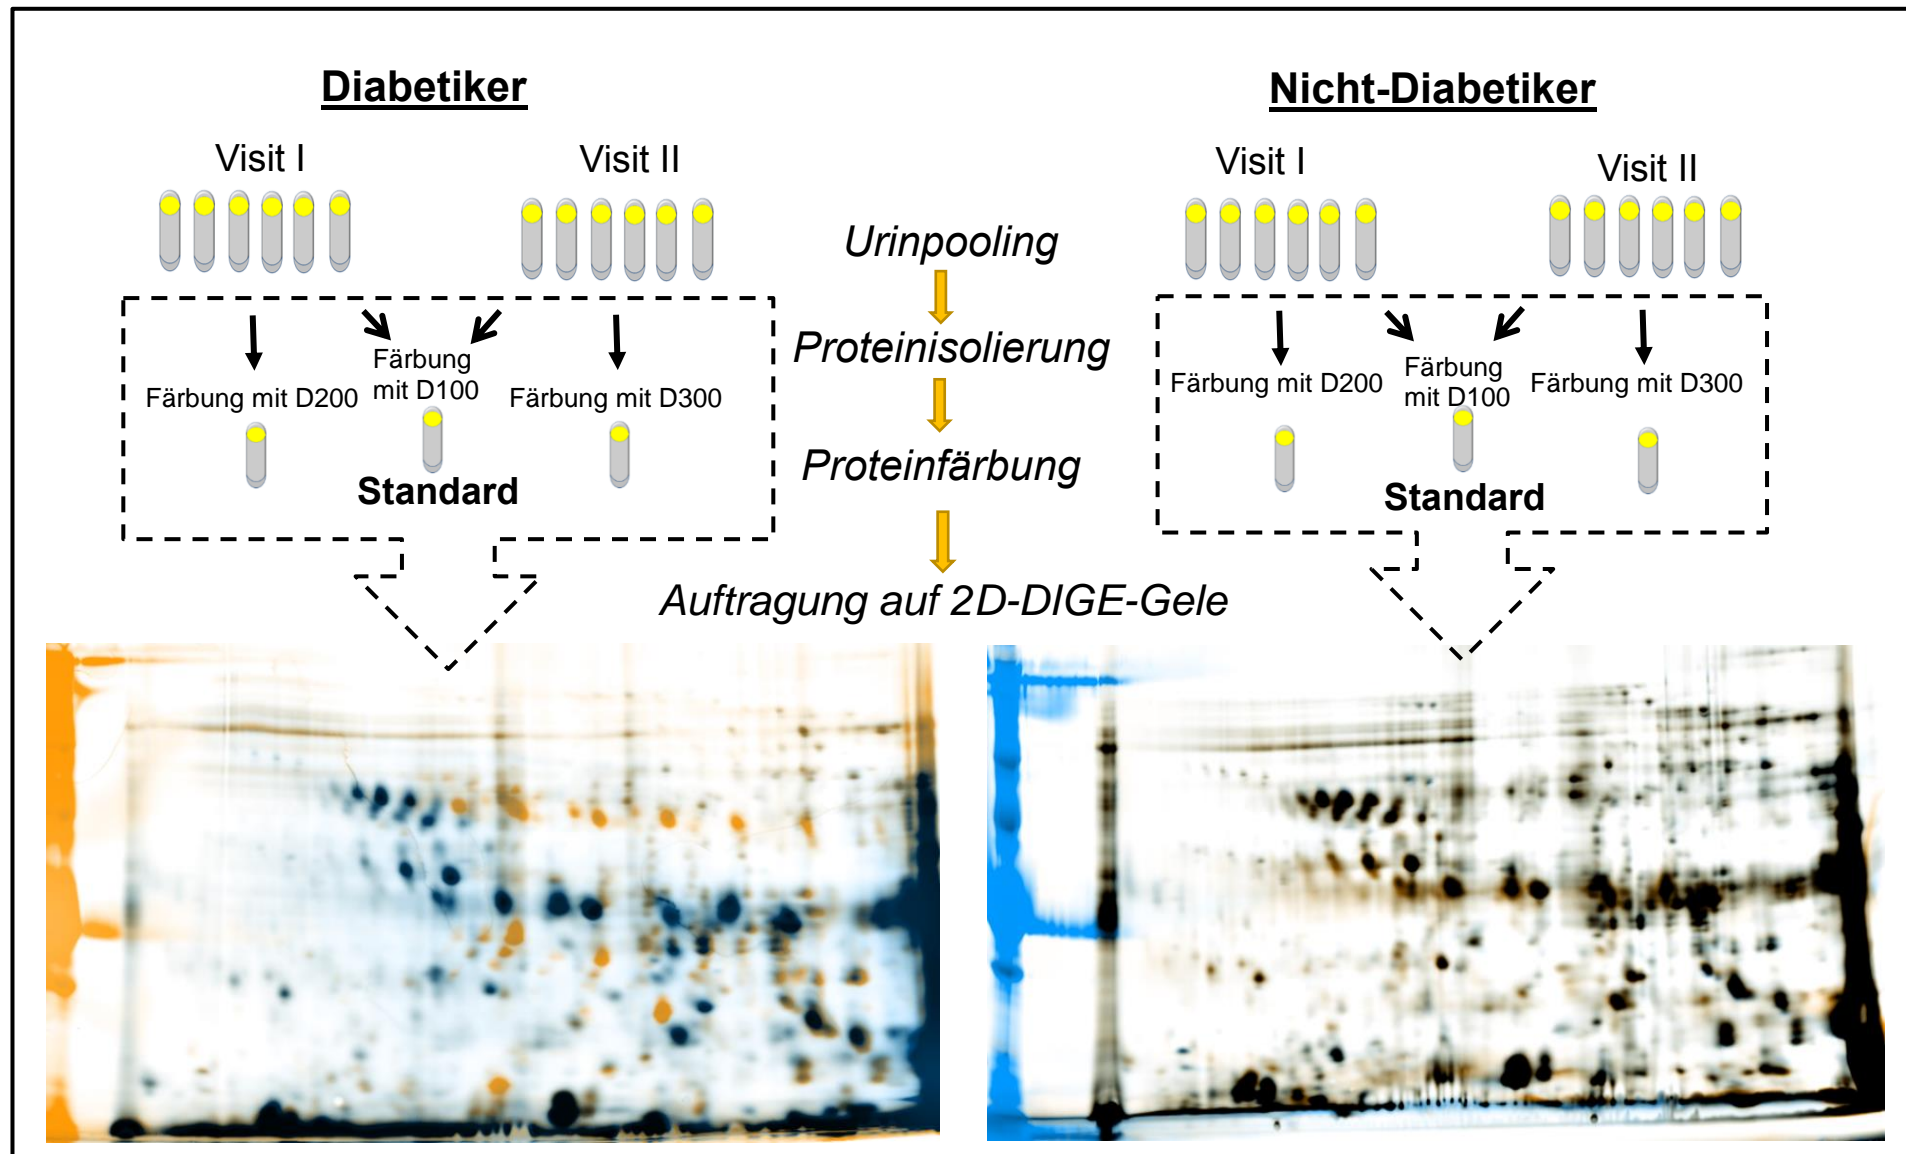 Diabetiker
Nicht-Diabetiker
Visit I
Visit II
Visit I
Visit II
Urinpooling
Proteinisolierung
Proteinfärbung
Auftragung auf 2D-DIGE-Gele
Färbung mit D200
Färbung
mit D100
Färbung mit D300
Standard
Färbung mit D200
Färbung
mit D100
Färbung mit D300
Standard